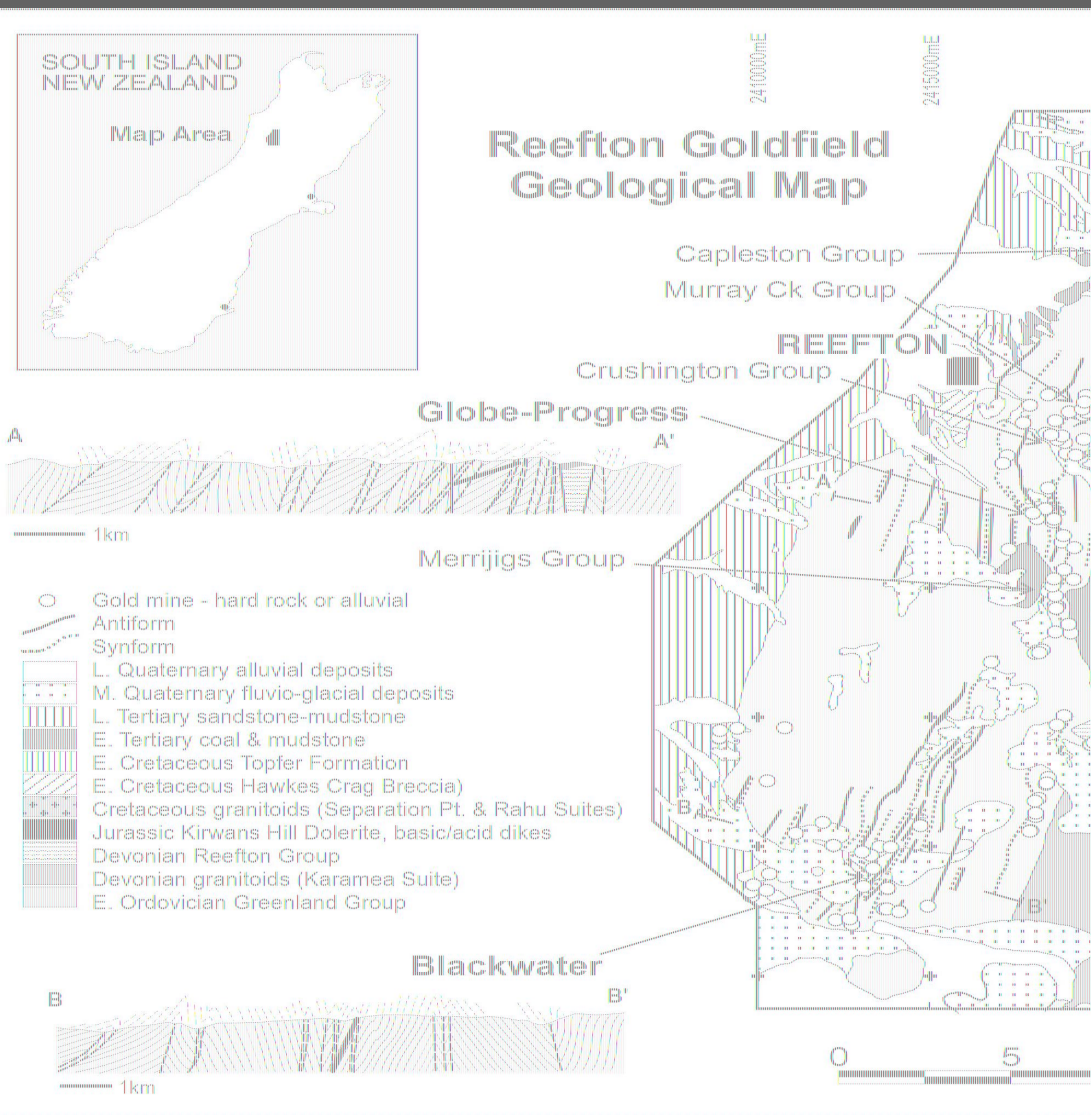 SOUTH ISLAND
NEW ZEALAND
Map Area
2410000mE
2415000mE
Reefton Goldfield
Geological Map
Capleston Group
Murray Ck Group
REEFTON
Crushington Group
Globe-Progress
A
A'
1km
A
Merrijigs Group
Gold mine - hard rock or alluvial
Antiform
Synform
L. Quaternary alluvial deposits
M. Quaternary fluvio-glacial deposits
L. Tertiary sandstone-mudstone
E. Tertiary coal & mudstone
E. Cretaceous Topfer Formation
E. Cretaceous Hawkes Crag Breccia)
Cretaceous granitoids (Separation Pt. & Rahu Suites)
Jurassic Kirwans Hill Dolerite, basic/acid dikes
Devonian Reefton Group
Devonian granitoids (Karamea Suite)
E. Ordovician Greenland Group
B
B'
Blackwater
B
B'
1km
0
5